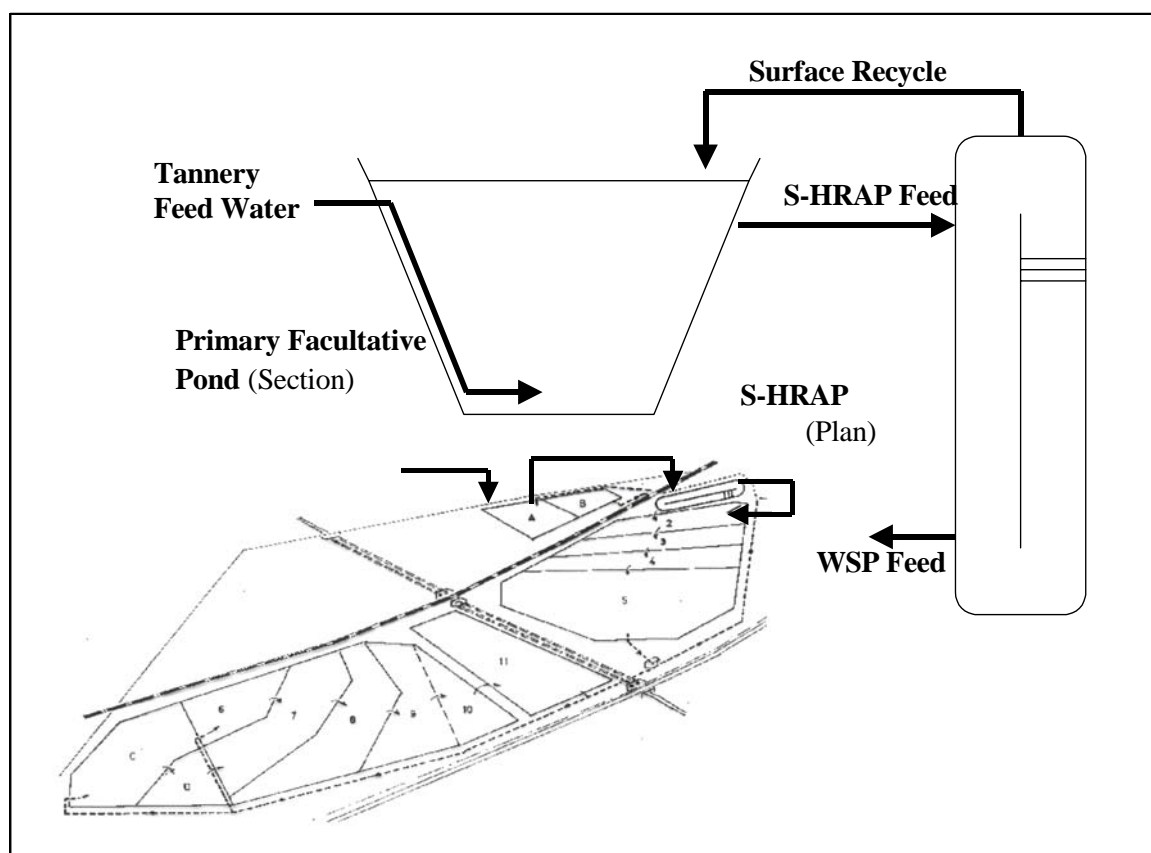 Surface Recycle
Tannery
Feed Water
S-HRAP Feed
Primary Facultative
Pond (Section)
S-HRAP
(Plan)
WSP Feed
A
B
2
3
4
5
11
6
7
8
9
10
C
12